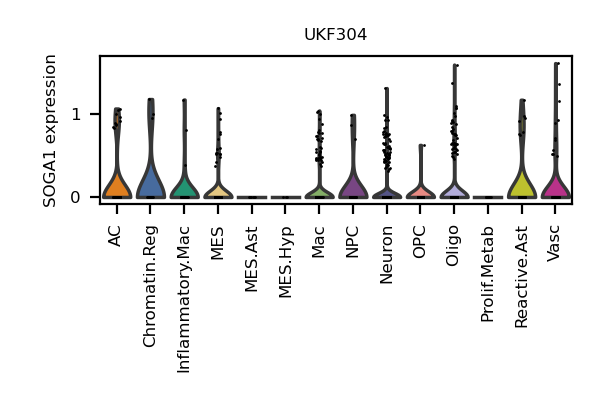 UKF304
SOGA1 expression
1
0
AC
Chromatin.Reg
Inflammatory.Mac
MES
MES.Ast
MES.Hyp
Mac
NPC
Neuron
OPC
Oligo
Prolif.Metab
Reactive.Ast
Vasc